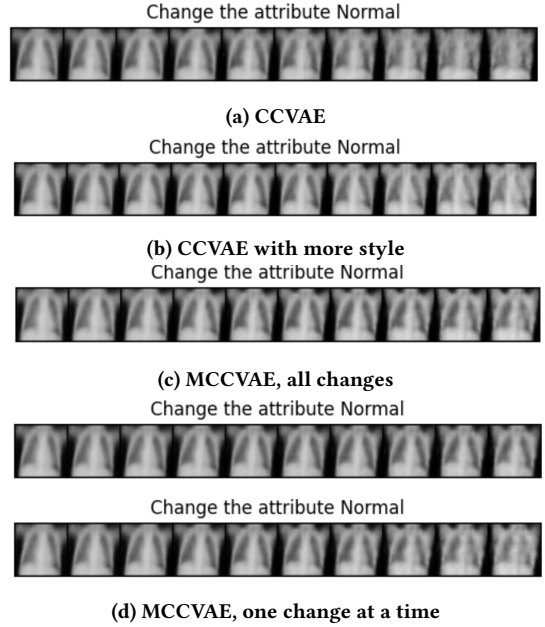 Change the attribute Normal
(a) CCVAE
Change the attribute Normal
(b) CCVAE with more style
Change the attribute Normal
(c) MCCVAE, all changes
Change the attribute Normal
Change the attribute Normal
(d) MCCVAE, one change at a time